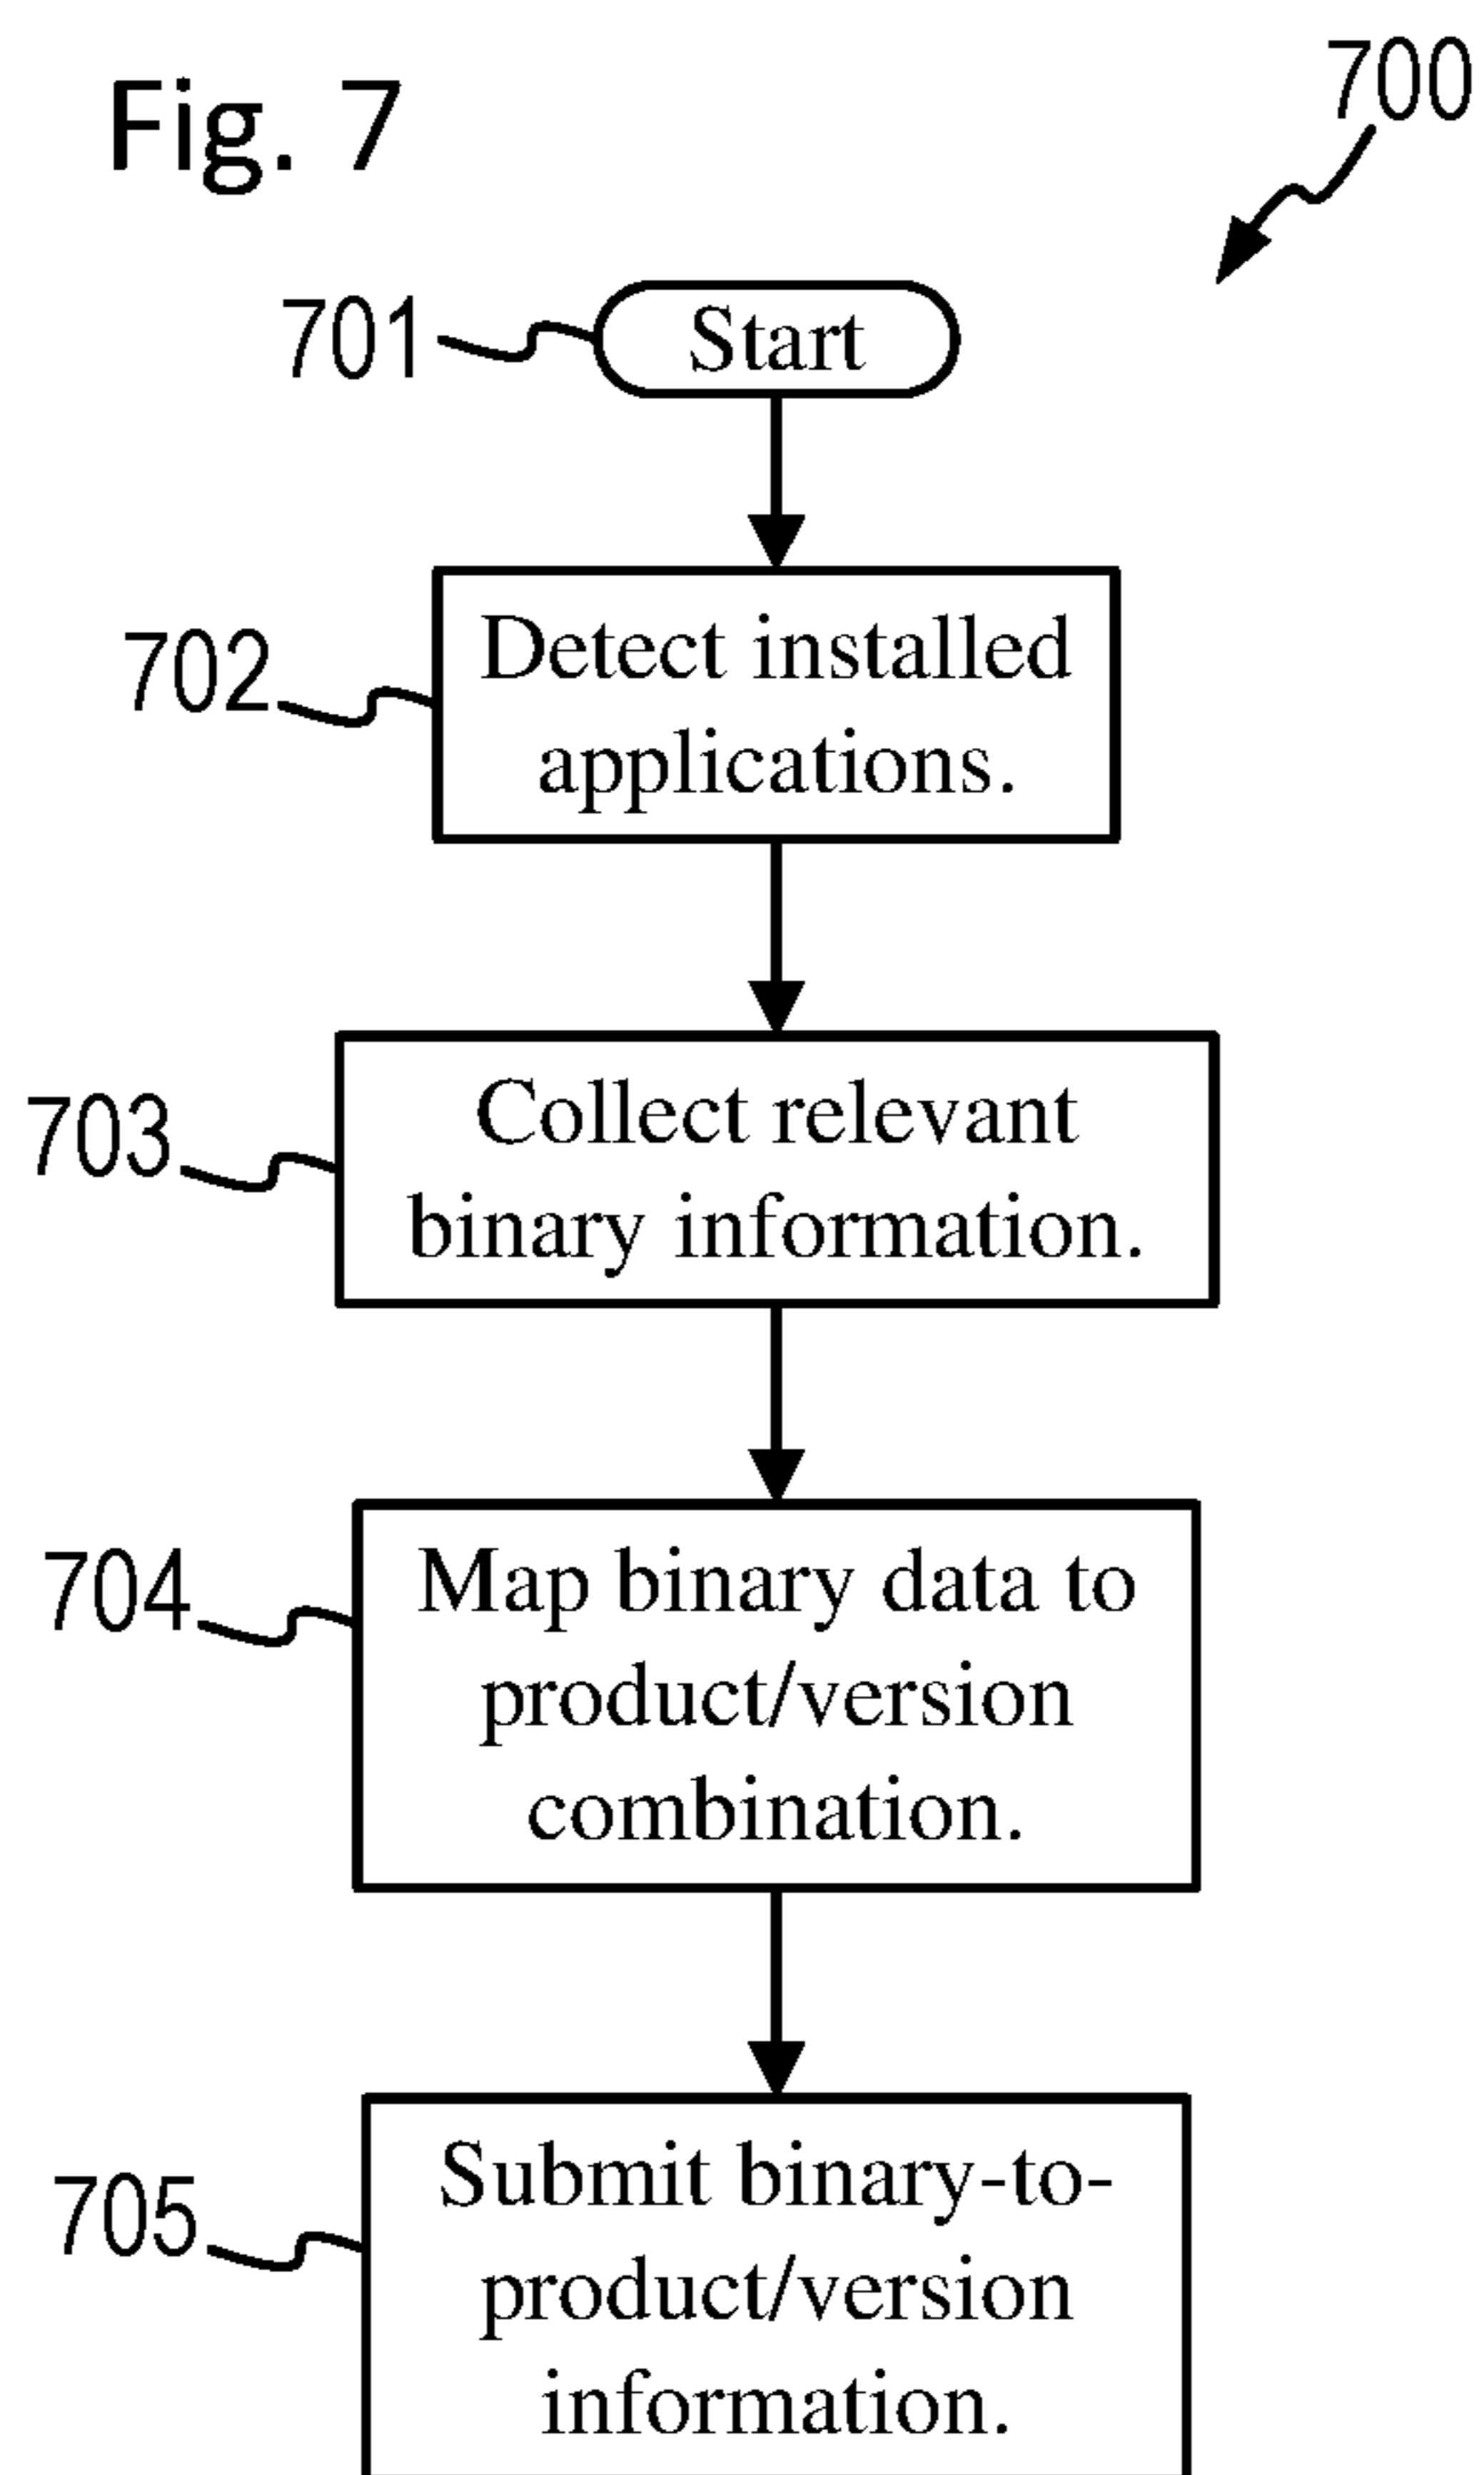 Fig. 7
700
701
Start
702
Detect installed
applications.
703
Collect relevant
binary information.
704
Map binary data to
product/version
combination.
705
Submit binary-to-
product/version
information.